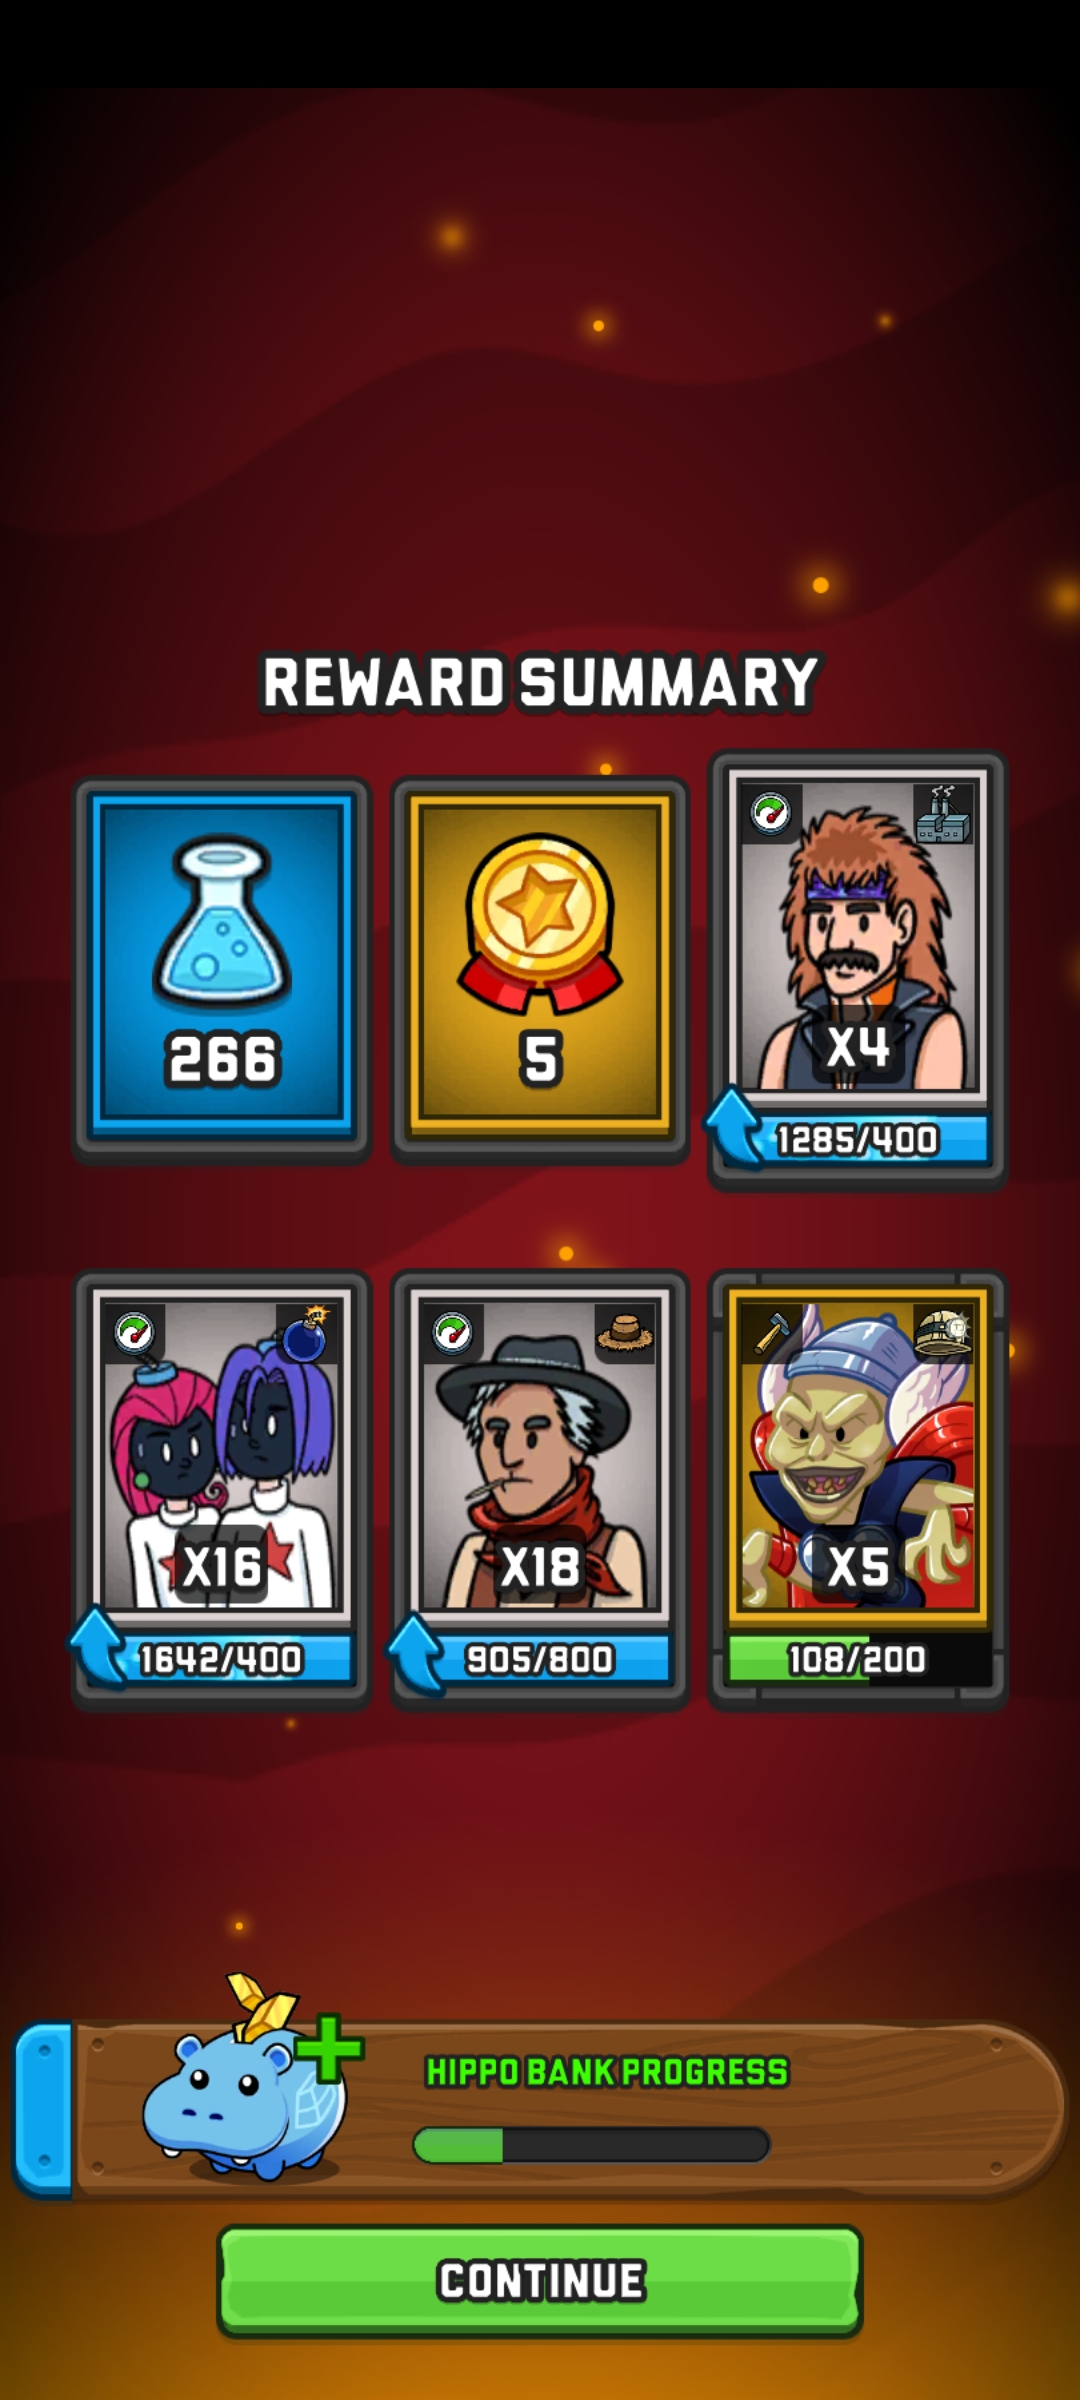 REWARD SUMMARY
266
5
X4
1285/400
X16
1642/400
X18
905/800
X5
108/200
HIPPO BANK PROGRESS
CONTINUE